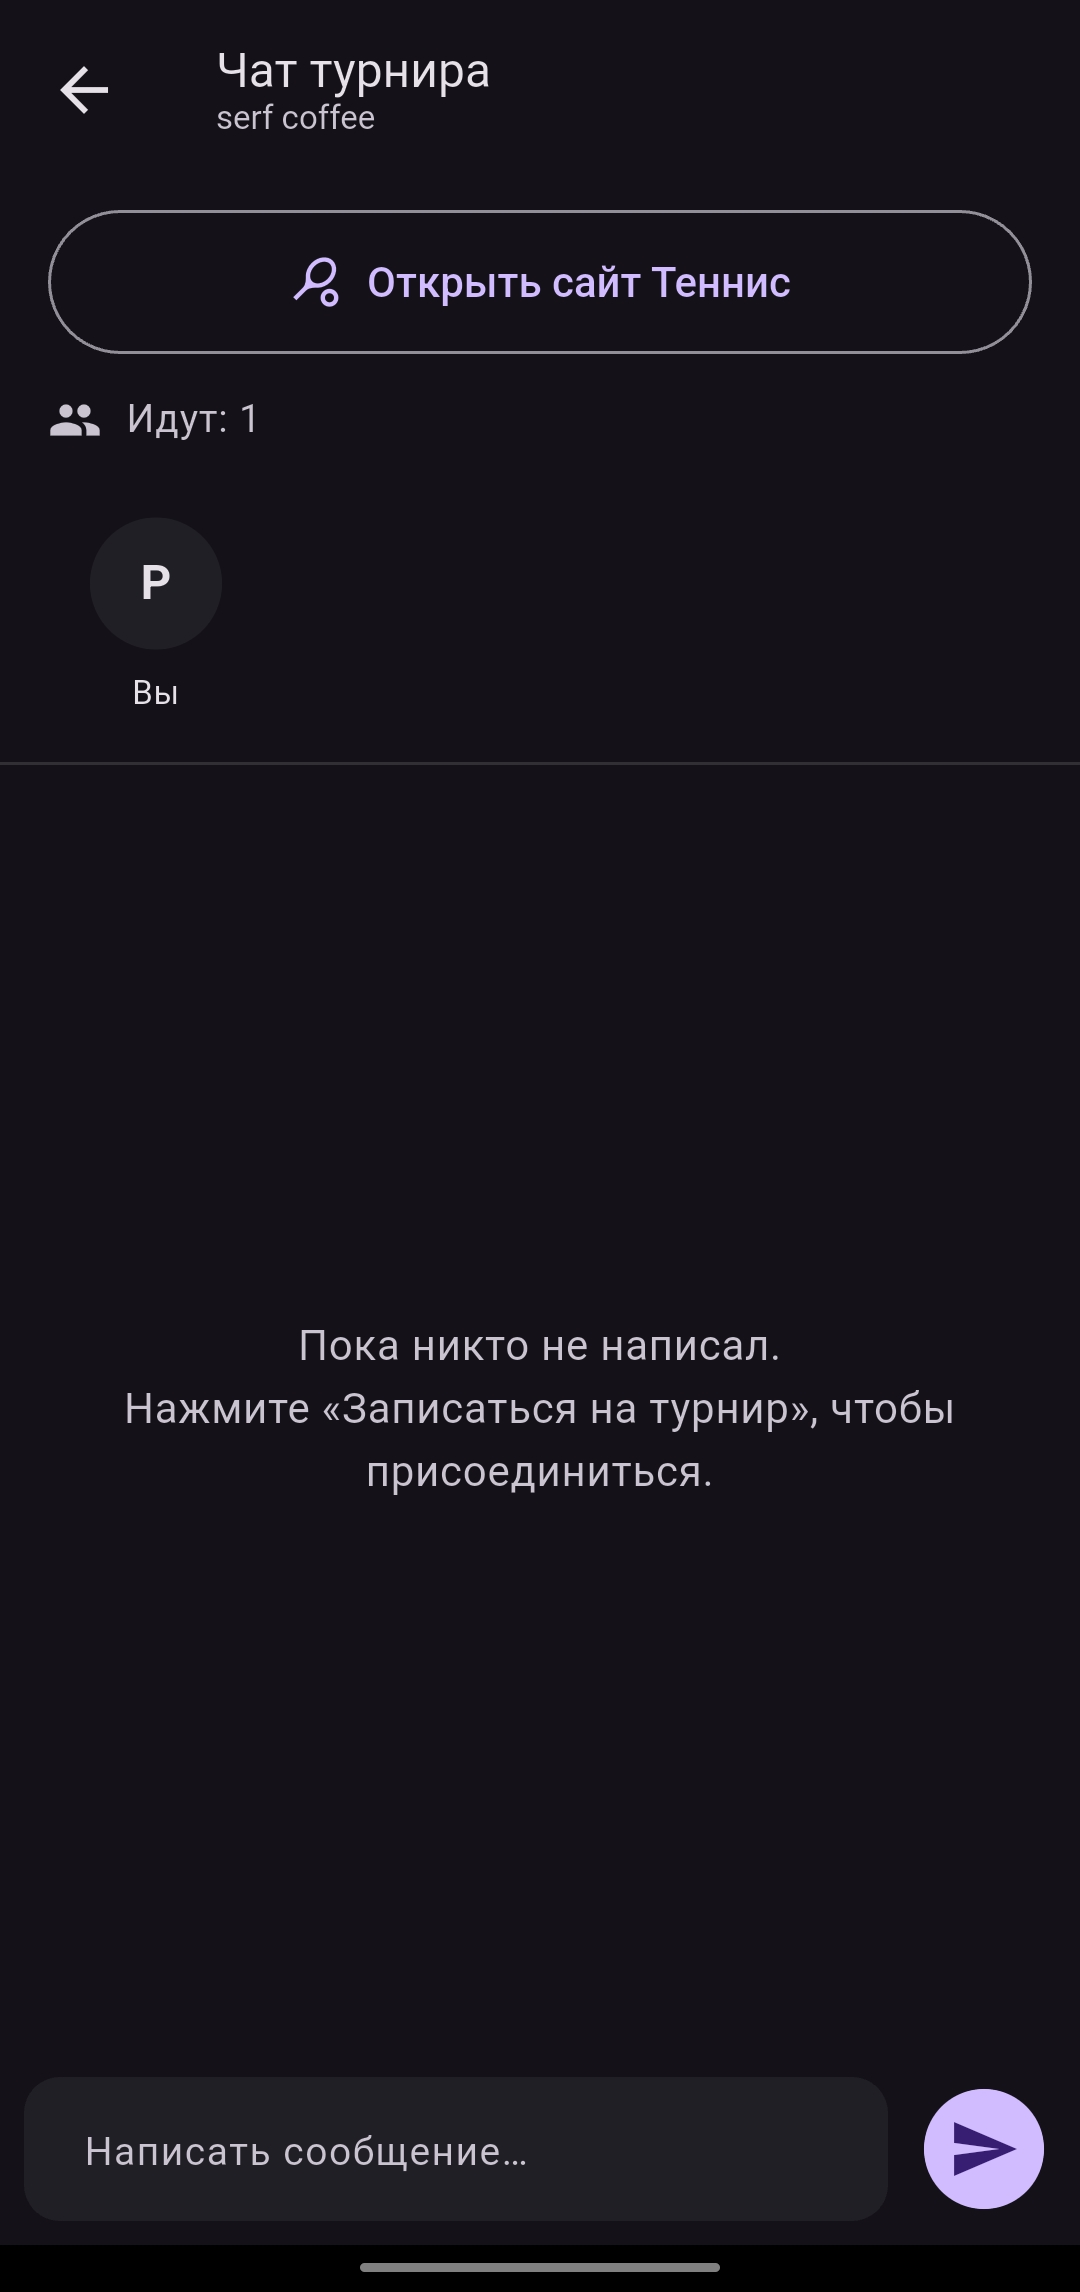 Чат турнира
serf coffee
Открыть сайт Теннис
Идут: 1
P
Вы
Пока никто не написал.
Нажмите «Записаться на турнир», чтобы
присоединиться.
Написать сообщение…